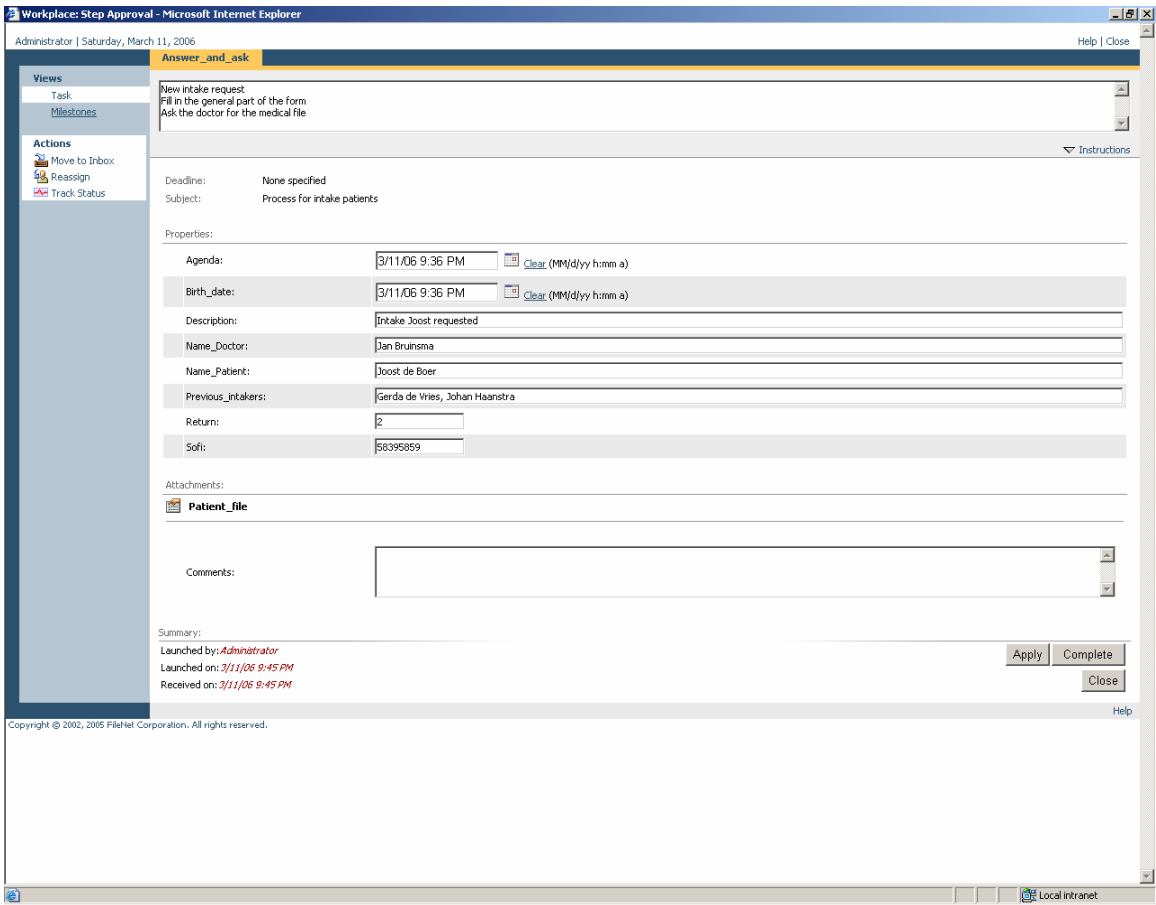 Workplace: Step Approval - Microsoft Internet Explorer
Administrator | Saturday, March 11, 2006
Help | Close
Answer_and_ask
Views
Task
Milestones
Actions
Move to Inbox
Reassign
Track Status
New intake request
Fill in the general part of the form
Ask the doctor for the medical file
Instructions
Deadline: None specified
Subject: Process for intake patients
Properties:
Agenda: 3/11/06 9:36 PM Clear (MM/d/yy h:mm a)
Birth_date: 3/11/06 9:36 PM Clear (MM/d/yy h:mm a)
Description: Intake Joost requested
Name_Doctor: Jan Bruinsma
Name_Patient: Joost de Boer
Previous_intakers: Gerda de Vries, Johan Haanstra
Return: 2
Sofi: 58395859
Attachments:
Patient_file
Comments:
Summary:
Launched by: Administrator
Launched on: 3/11/06 9:45 PM
Received on: 3/11/06 9:45 PM
Apply Complete
Close
Help
Copyright © 2002, 2005 FileNet Corporation. All rights reserved.
Local intranet